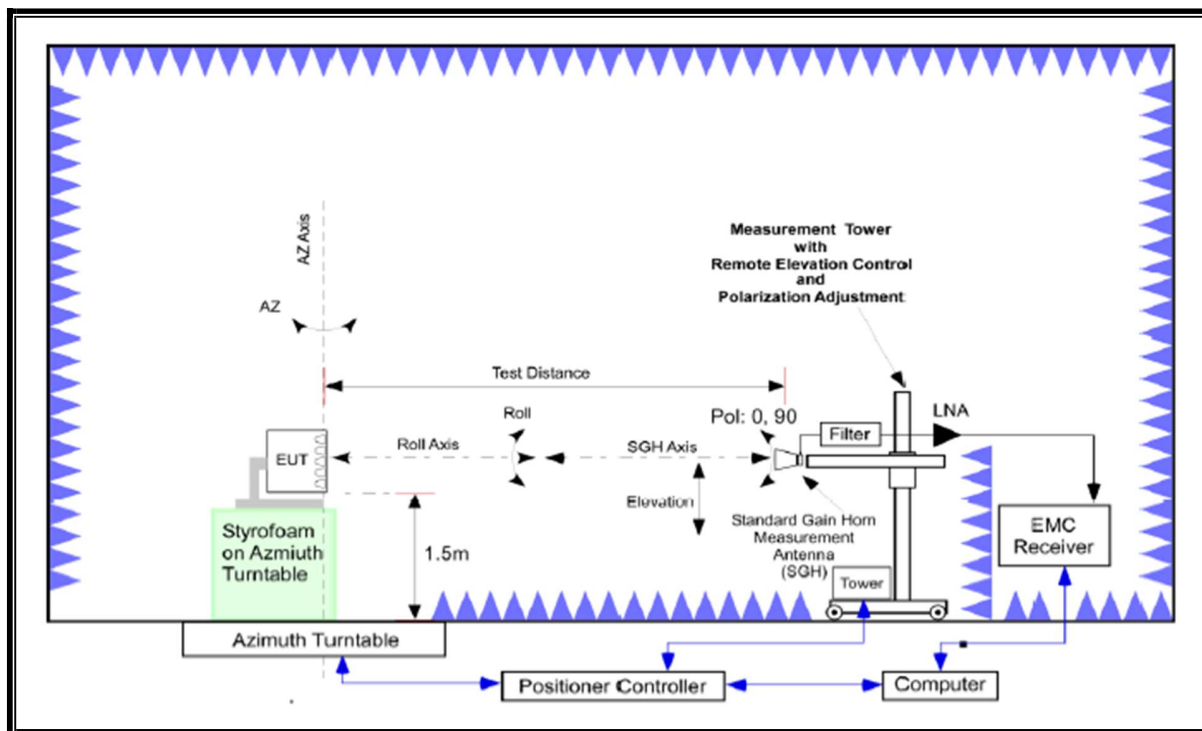 AZ Axis
AZ
Measurement Tower
with
Remote Elevation Control
and
Polarization Adjustment
Test Distance
Roll
Pol: 0, 90
LNA
Filter
EUT
Roll Axis
SGH Axis
Elevation
Styrofoam
on Azmiuth
Turntable
1.5m
Standard Gain Horn
Measurement
Antenna
(SGH)
Tower
EMC
Receiver
Azimuth Turntable
Positioner Controller
Computer